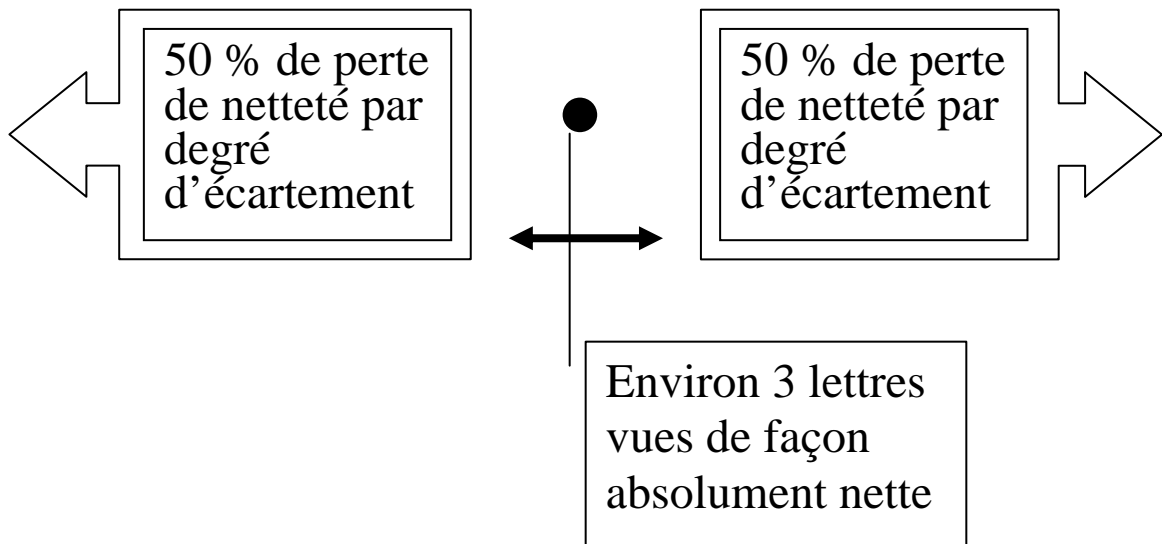 50 % de perte
de netteté par
degré
d’écartement
50 % de perte
de netteté par
degré
d’écartement
Environ 3 lettres
vues de façon
absolument nette